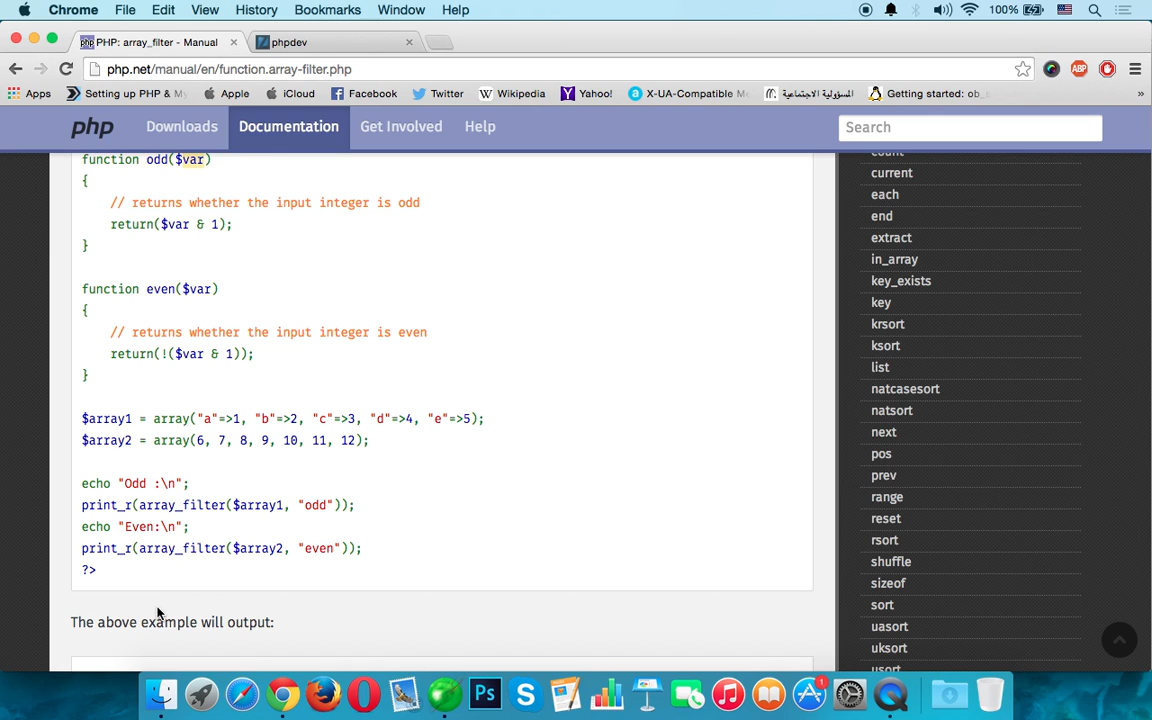 Chrome File Edit View History Bookmarks Window Help 100%
PHP: array_filter - Manual phpdev
php.net/manual/en/function.array-filter.php
Apps Setting up PHP & My Apple iCloud Facebook Twitter Wikipedia Yahoo! X-UA-Compatible Me المسؤولية الاجتماعية Getting started: ob_ »
php Downloads Documentation Get Involved Help Search
function odd($var)
{
// returns whether the input integer is odd
return($var & 1);
}
function even($var)
{
// returns whether the input integer is even
return(!($var & 1));
}
$array1 = array("a"=>1, "b"=>2, "c"=>3, "d"=>4, "e"=>5);
$array2 = array(6, 7, 8, 9, 10, 11, 12);
echo "Odd :\n";
print_r(array_filter($array1, "odd"));
echo "Even:\n";
print_r(array_filter($array2, "even"));
?>
The above example will output:
count
current
each
end
extract
in_array
key_exists
key
krsort
ksort
list
natcasesort
natsort
next
pos
prev
range
reset
rsort
shuffle
sizeof
sort
uasort
uksort
usort